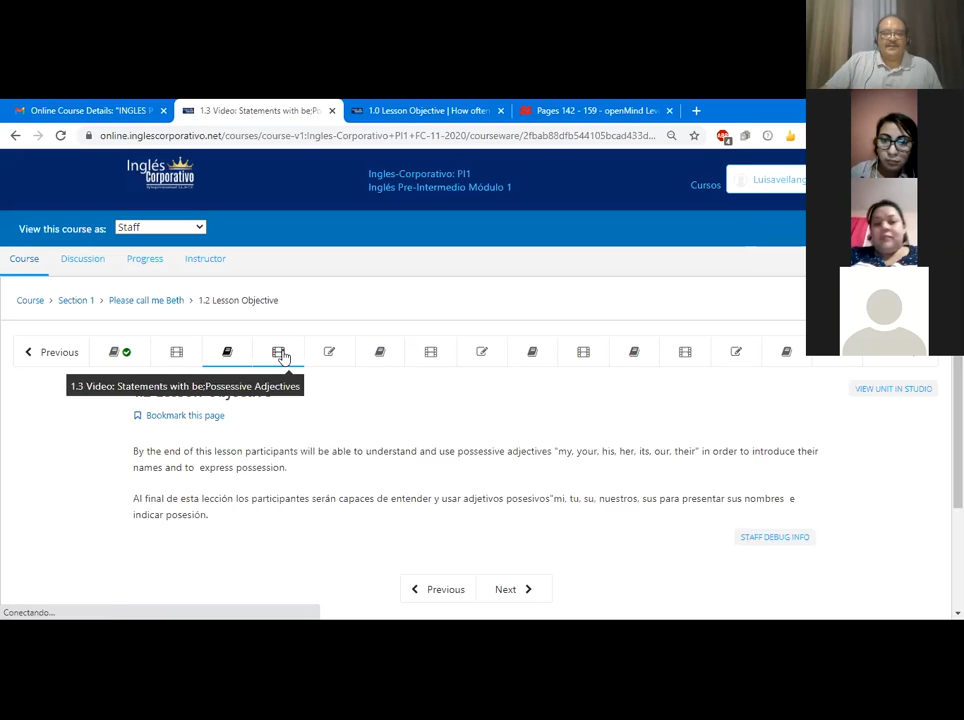 Online Course Details: "INGLES P
1.3 Video: Statements with be;Po
1.0 Lesson Objective | How often
Pages 142 - 159 - openMind Lev
online.inglescorporativo.net/courses/course-v1:Ingles-Corporativo+PI1+FC-11-2020/courseware/2fbab88dfb544105bcad433d...
Inglés
Corporativo
Ingles-Corporativo: PI1
Inglés Pre-Intermedio Módulo 1
Cursos
Luisavellang
View this course as:
Staff
Course
Discussion
Progress
Instructor
Course > Section 1 > Please call me Beth > 1.2 Lesson Objective
Previous
1.3 Video: Statements with be;Possessive Adjectives
VIEW UNIT IN STUDIO
Bookmark this page
By the end of this lesson participants will be able to understand and use possessive adjectives "my, your, his, her, its, our, their" in order to introduce their
names and to express possession.
Al final de esta lección los participantes serán capaces de entender y usar adjetivos posesivos"mi, tu, su, nuestros, sus para presentar sus nombres e
indicar posesión.
STAFF DEBUG INFO
Previous
Next
Conectando...